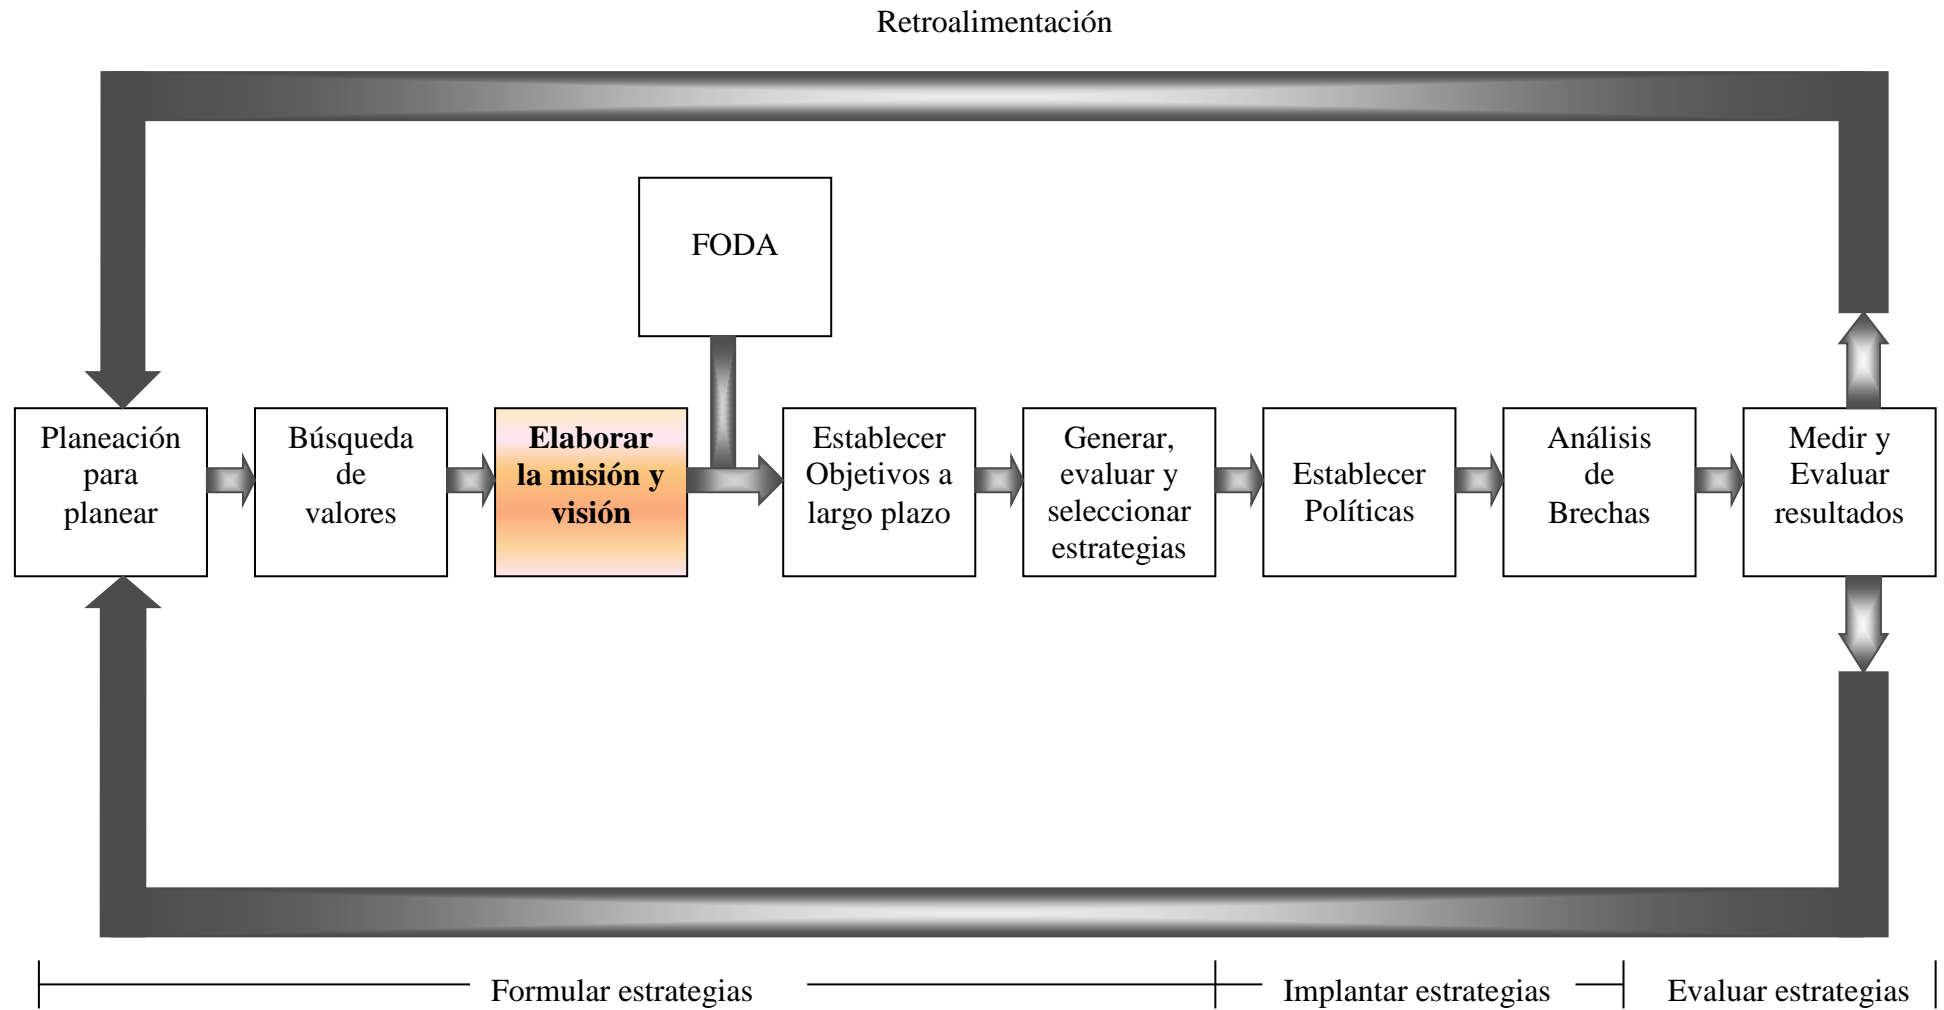 Retroalimentación
FODA
Planeación
para
planear
Búsqueda
de
valores
Elaborar
la misión y
visión
Establecer
Objetivos a
largo plazo
Generar,
evaluar y
seleccionar
estrategias
Establecer
Políticas
Análisis
de
Brechas
Medir y
Evaluar
resultados
Formular estrategias
Implantar estrategias
Evaluar estrategias